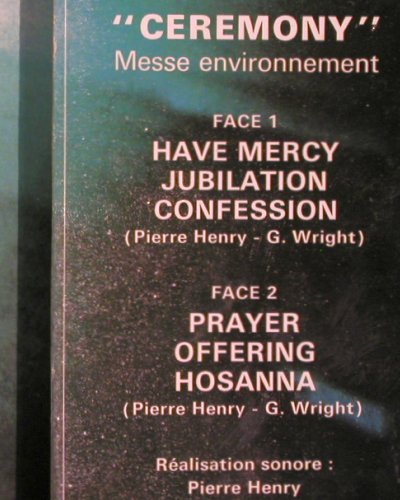 "CEREMONY"
Messe environnement
FACE 1
HAVE MERCY
JUBILATION
CONFESSION
(Pierre Henry - G. Wright)
FACE 2
PRAYER
OFFERING
HOSANNA
(Pierre Henry - G. Wright)
Réalisation sonore :
Pierre Henry